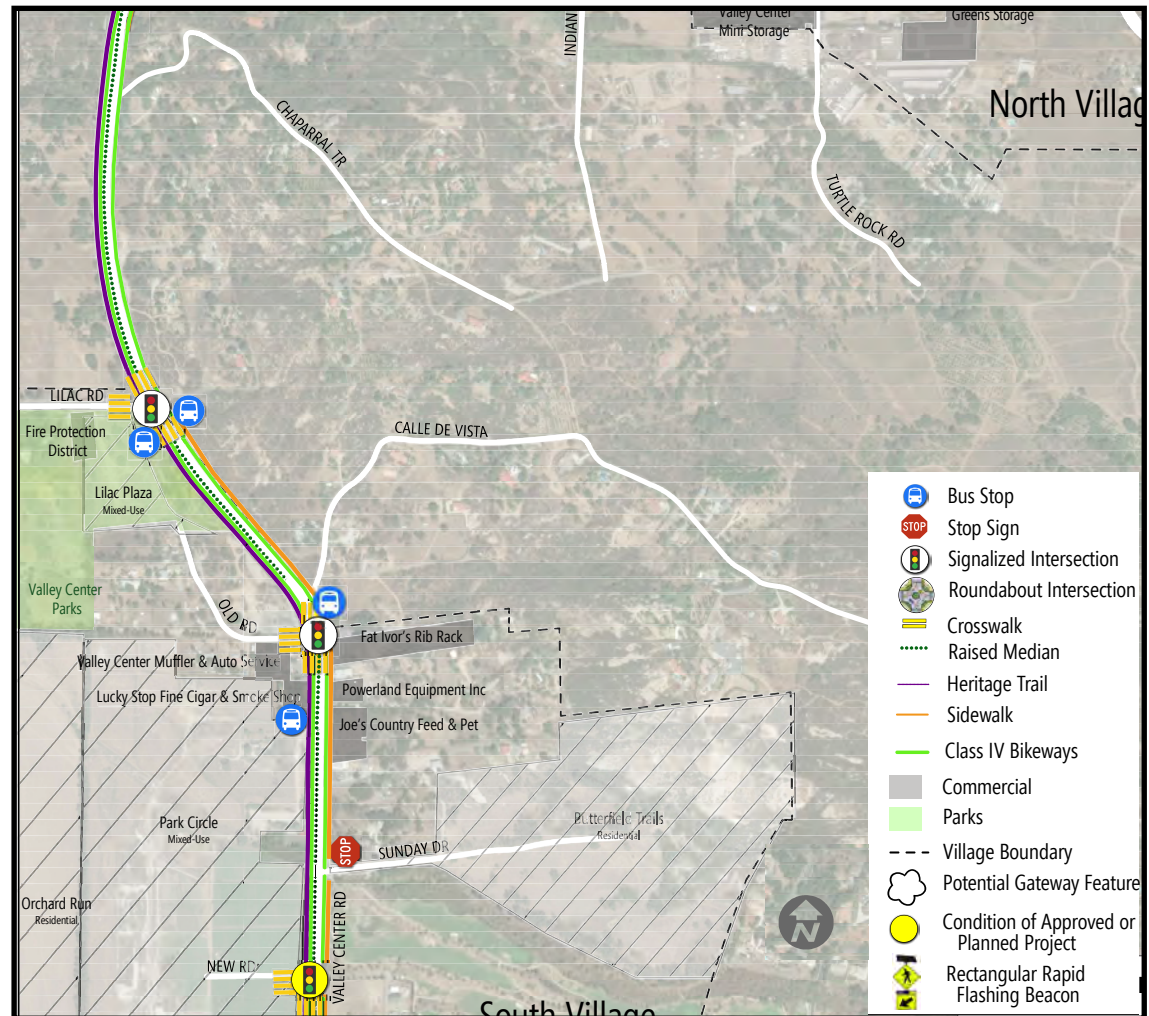 Valley Center
Mini Storage
Greens Storage
INDIAN
North Villag
CHAPARRAL TR
TURTLE ROCK RD
LILAC RD
Fire Protection
District
CALLE DE VISTA
Lilac Plaza
Mixed-Use
Valley Center
Parks
OLD RD
Fat Ivor's Rib Rack
Valley Center Muffler & Auto Service
Lucky Stop Fine Cigar & Smoke Shop
Powerland Equipment Inc
Joe's Country Feed & Pet
Park Circle
Mixed-Use
Butterfield Trails
Residential
STOP
SUNDAY DR
Orchard Run
Residential
VALLEY CENTER RD
NEW RD
South Village
N
Bus Stop
STOP
Stop Sign
Signalized Intersection
Roundabout Intersection
Crosswalk
Raised Median
Heritage Trail
Sidewalk
Class IV Bikeways
Commercial
Parks
Village Boundary
Potential Gateway Feature
Condition of Approved or
Planned Project
Rectangular Rapid
Flashing Beacon